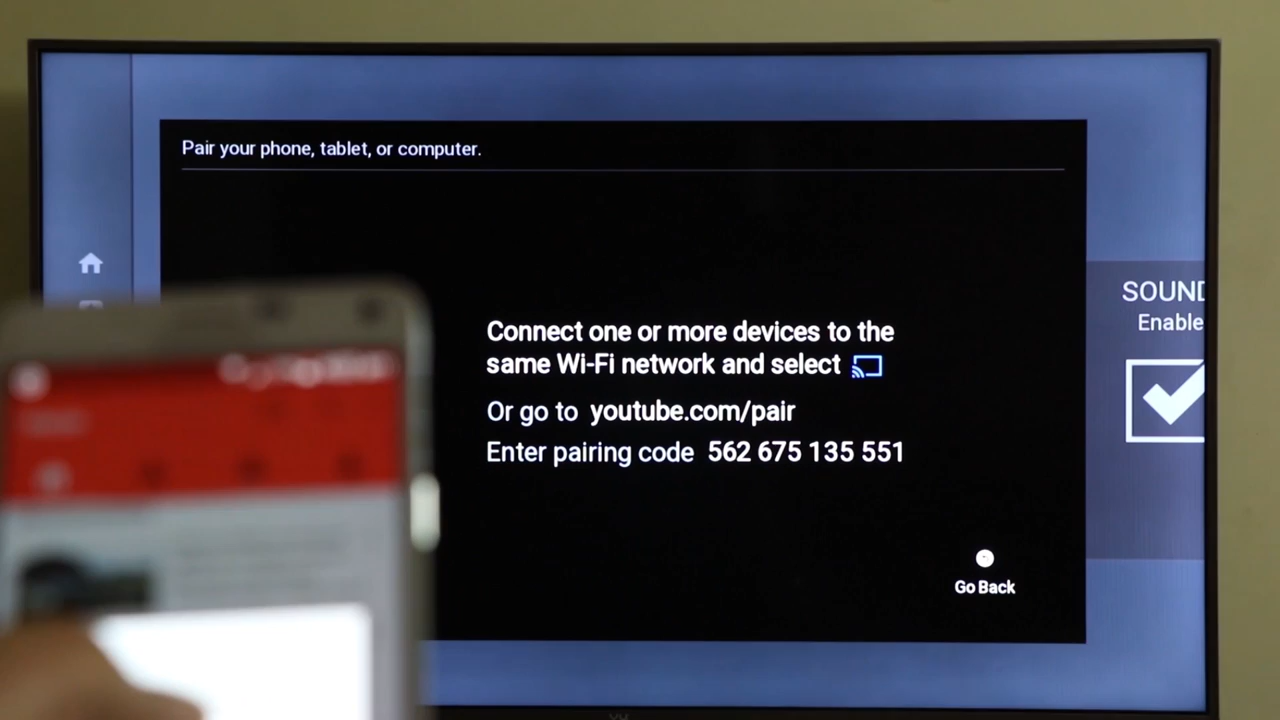 Pair your phone, tablet, or computer.
Connect one or more devices to the
same Wi-Fi network and select
Or go to youtube.com/pair
Enter pairing code 562 675 135 551
Go Back
SOUND
Enable